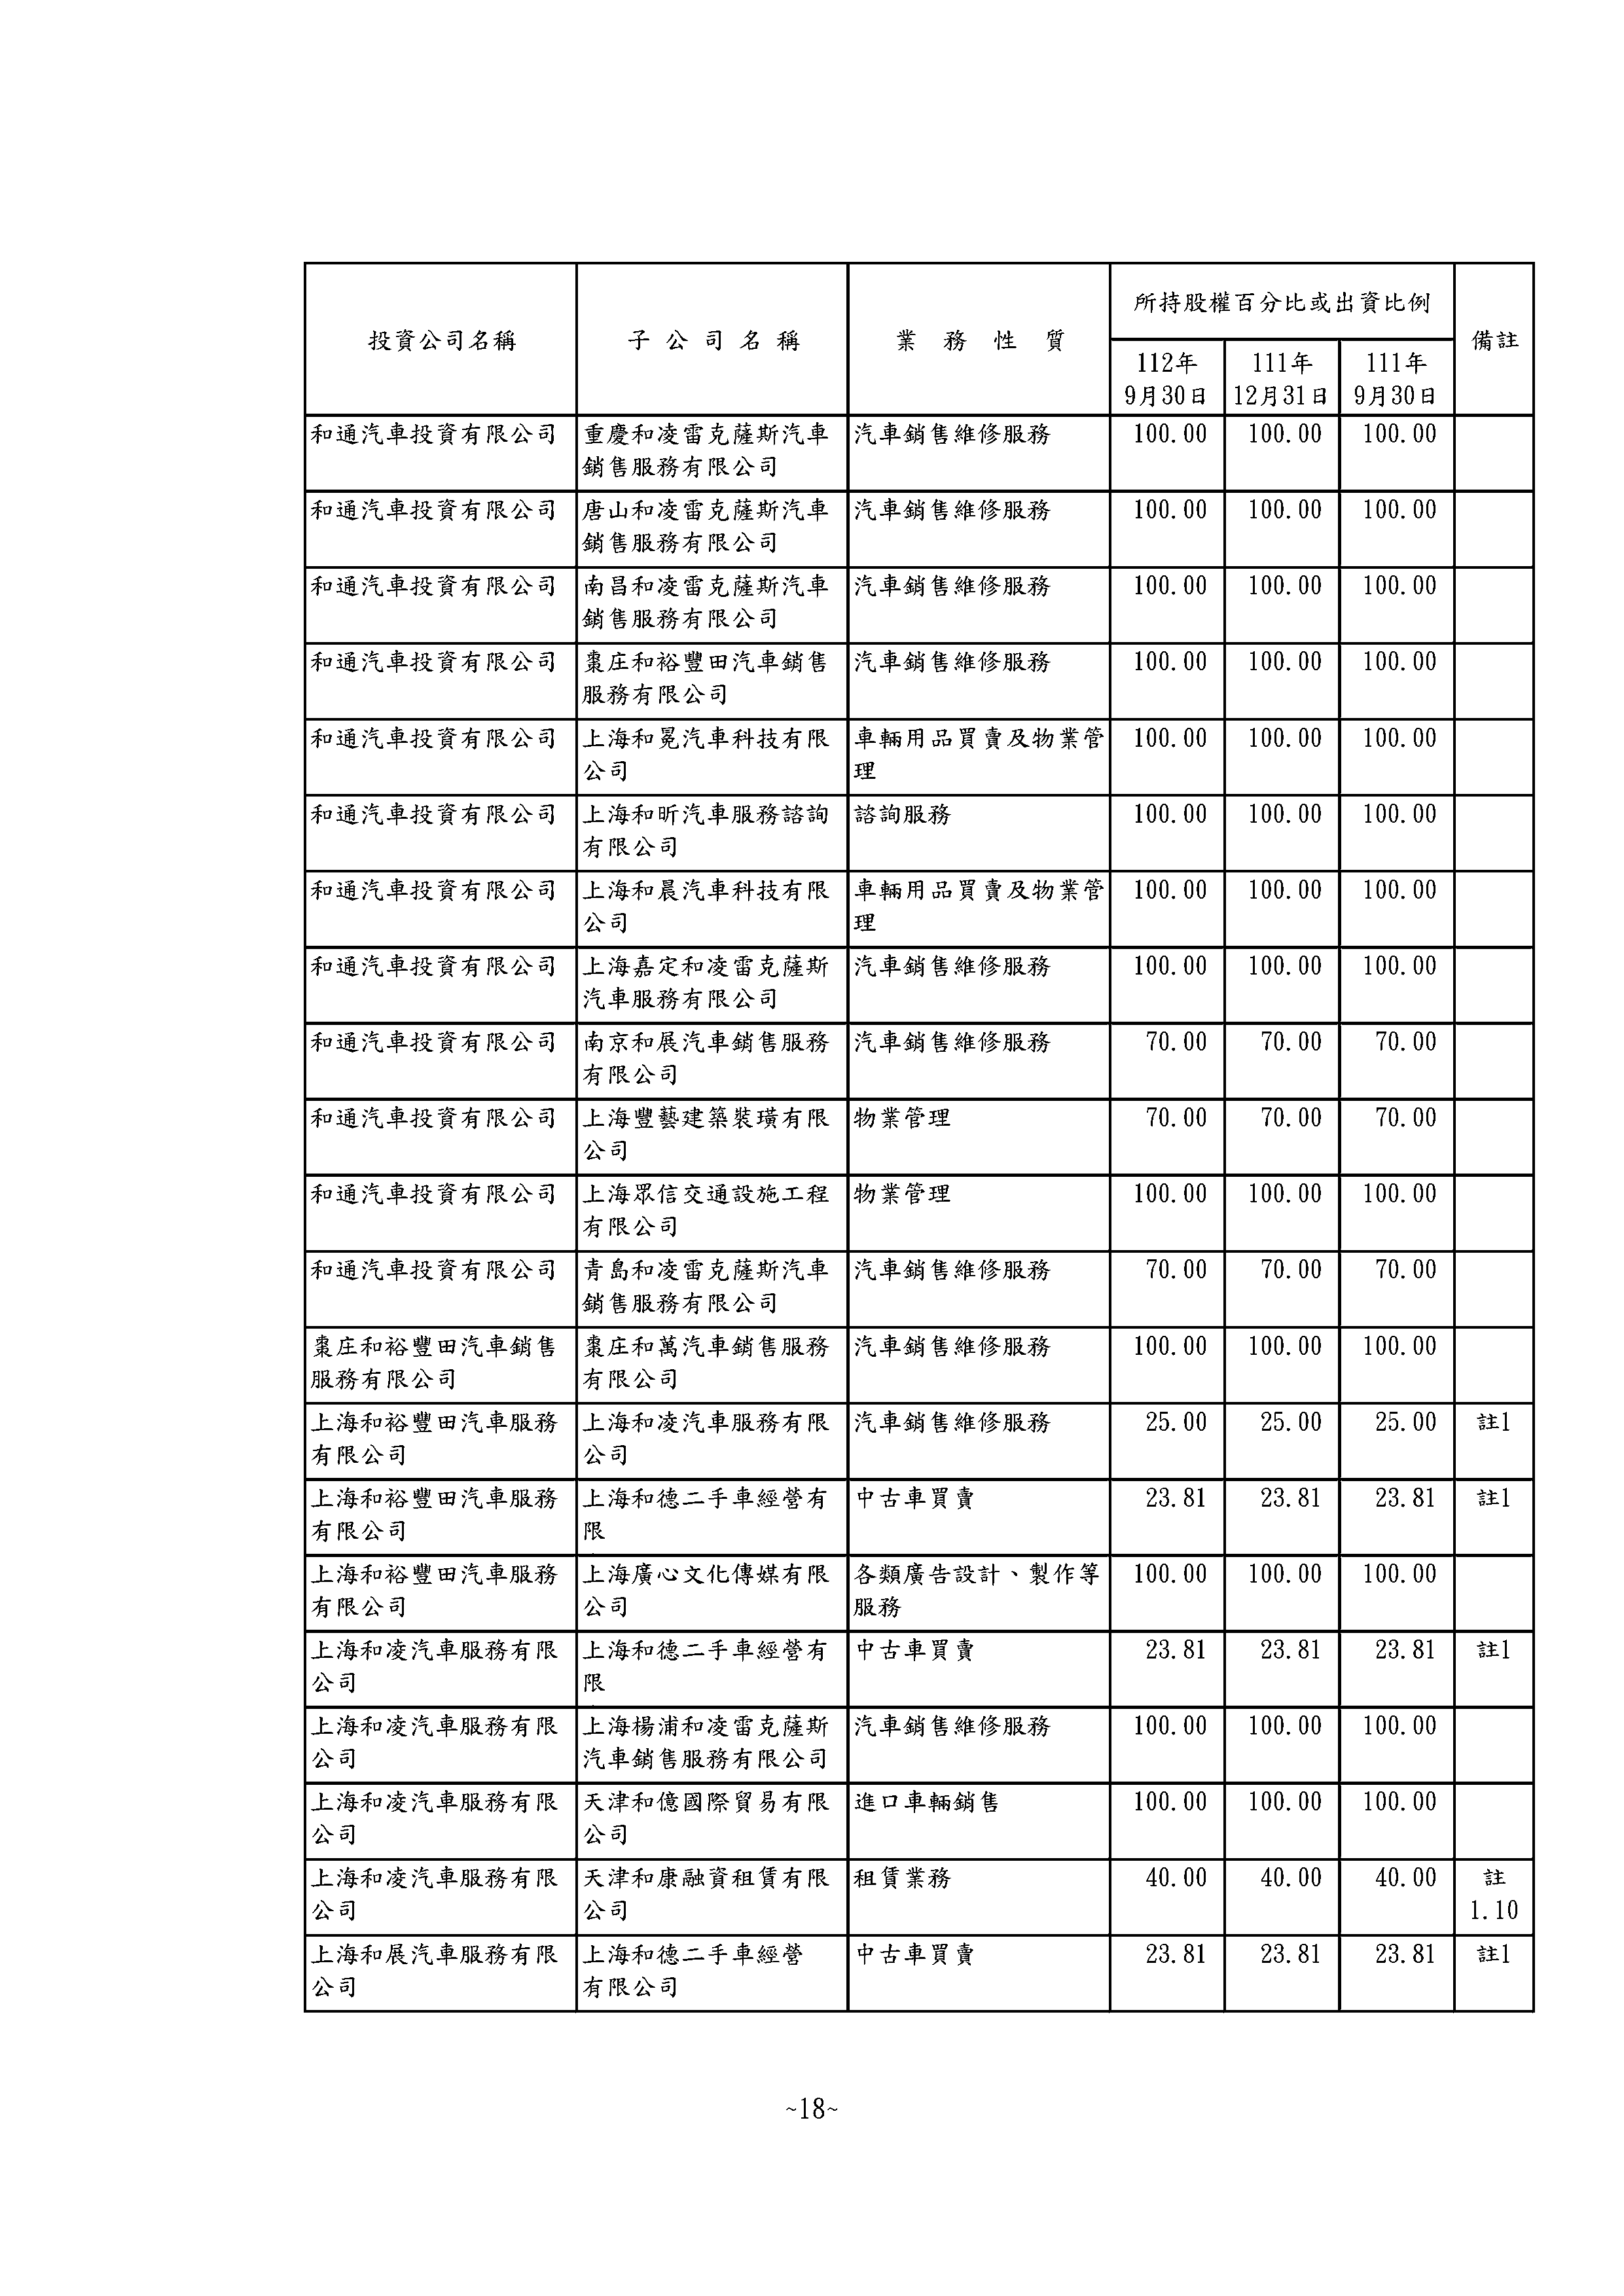 投資公司名稱 子公司名稱 業務性質 所持股權百分比或出資比例 備註
112年 111年 111年
9月30日 12月31日 9月30日
和通汽車投資有限公司 重慶和凌雷克薩斯汽車 汽車銷售維修服務 100.00 100.00 100.00
銷售服務有限公司
和通汽車投資有限公司 唐山和凌雷克薩斯汽車 汽車銷售維修服務 100.00 100.00 100.00
銷售服務有限公司
和通汽車投資有限公司 南昌和凌雷克薩斯汽車 汽車銷售維修服務 100.00 100.00 100.00
銷售服務有限公司
和通汽車投資有限公司 棗庄和裕豐田汽車銷售 汽車銷售維修服務 100.00 100.00 100.00
服務有限公司
和通汽車投資有限公司 上海和冕汽車科技有限 車輛用品買賣及物業管 100.00 100.00 100.00
公司 理
和通汽車投資有限公司 上海和昕汽車服務諮詢 諮詢服務 100.00 100.00 100.00
有限公司
和通汽車投資有限公司 上海和晨汽車科技有限 車輛用品買賣及物業管 100.00 100.00 100.00
公司 理
和通汽車投資有限公司 上海嘉定和凌雷克薩斯 汽車銷售維修服務 100.00 100.00 100.00
汽車服務有限公司
和通汽車投資有限公司 南京和展汽車銷售服務 汽車銷售維修服務 70.00 70.00 70.00
有限公司
和通汽車投資有限公司 上海豐藝建築裝璜有限 物業管理 70.00 70.00 70.00
公司
和通汽車投資有限公司 上海眾信交通設施工程 物業管理 100.00 100.00 100.00
有限公司
和通汽車投資有限公司 青島和凌雷克薩斯汽車 汽車銷售維修服務 70.00 70.00 70.00
銷售服務有限公司
棗庄和裕豐田汽車銷售 棗庄和萬汽車銷售服務 汽車銷售維修服務 100.00 100.00 100.00
服務有限公司 有限公司
上海和裕豐田汽車服務 上海和凌汽車服務有限 汽車銷售維修服務 25.00 25.00 25.00 註1
有限公司 公司
上海和裕豐田汽車服務 上海和德二手車經營有 中古車買賣 23.81 23.81 23.81 註1
有限公司 限
上海和裕豐田汽車服務 上海廣心文化傳媒有限 各類廣告設計、製作等 100.00 100.00 100.00
有限公司 公司 服務
上海和凌汽車服務有限 上海和德二手車經營有 中古車買賣 23.81 23.81 23.81 註1
公司 限
上海和凌汽車服務有限 上海楊浦和凌雷克薩斯 汽車銷售維修服務 100.00 100.00 100.00
公司 汽車銷售服務有限公司
上海和凌汽車服務有限 天津和億國際貿易有限 進口車輛銷售 100.00 100.00 100.00
公司 公司
上海和凌汽車服務有限 天津和康融資租賃有限 租賃業務 40.00 40.00 40.00 註
公司 公司 1.10
上海和展汽車服務有限 上海和德二手車經營 中古車買賣 23.81 23.81 23.81 註1
公司 有限公司
~18~